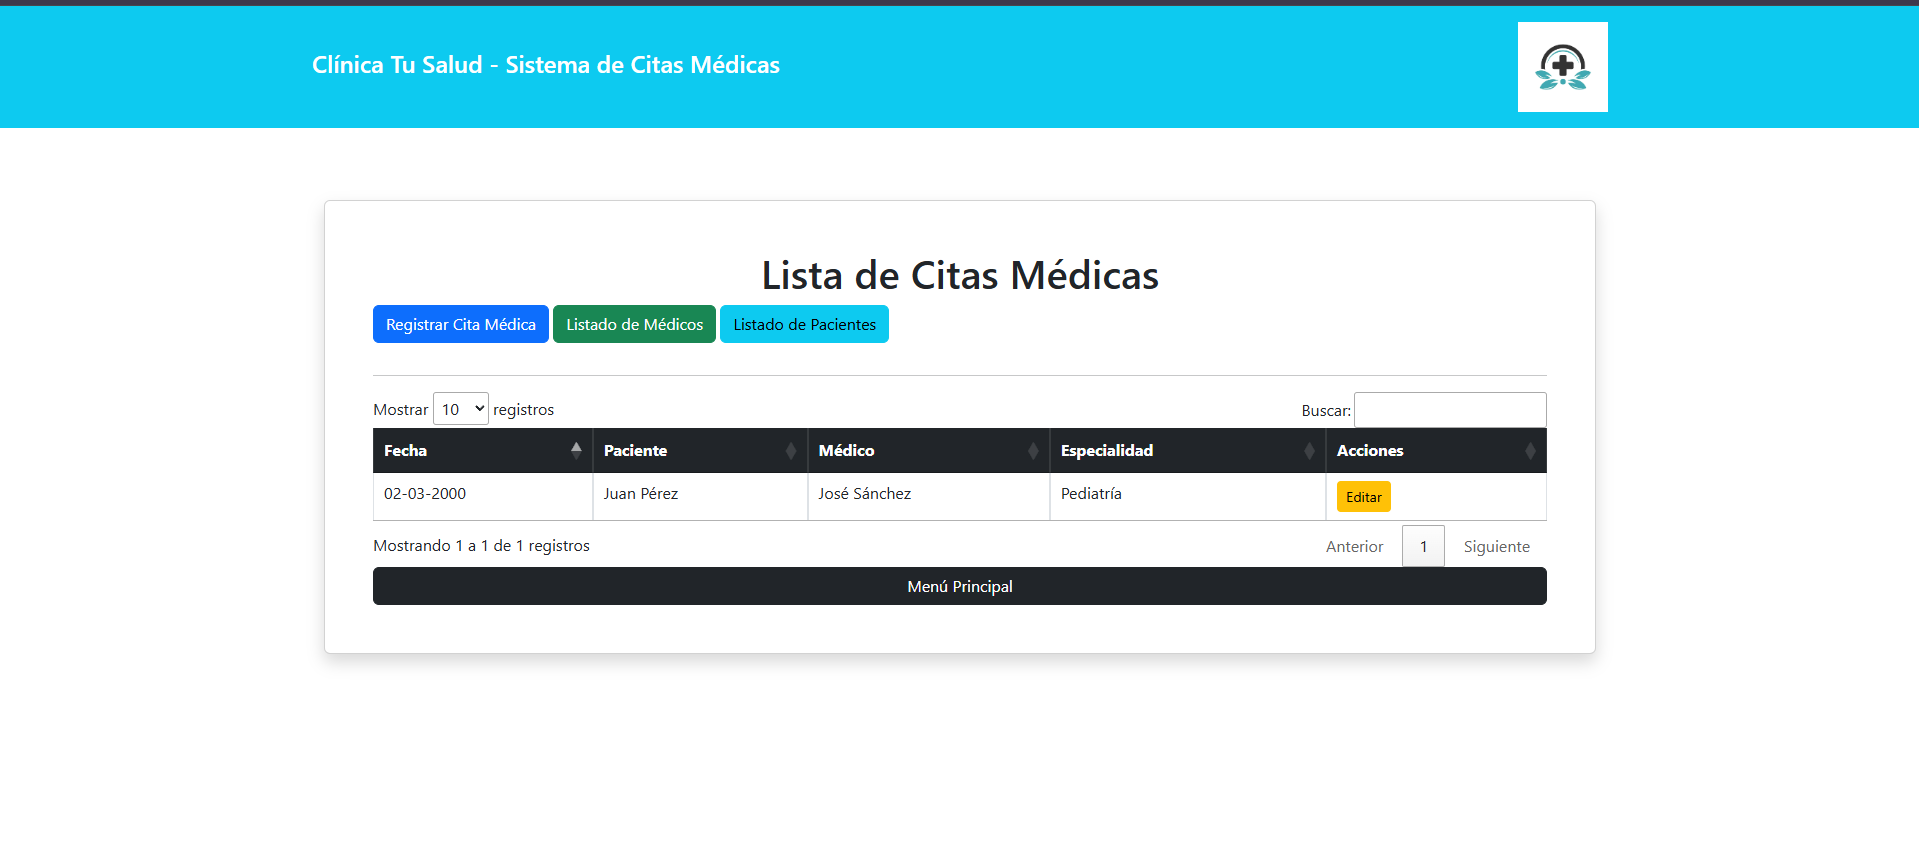 Clínica Tu Salud - Sistema de Citas Médicas
Lista de Citas Médicas
Registrar Cita Médica Listado de Médicos Listado de Pacientes
Mostrar 10 registros Buscar:
Fecha Paciente Médico Especialidad Acciones
02-03-2000 Juan Pérez José Sánchez Pediatría Editar
Mostrando 1 a 1 de 1 registros Anterior 1 Siguiente
Menú Principal